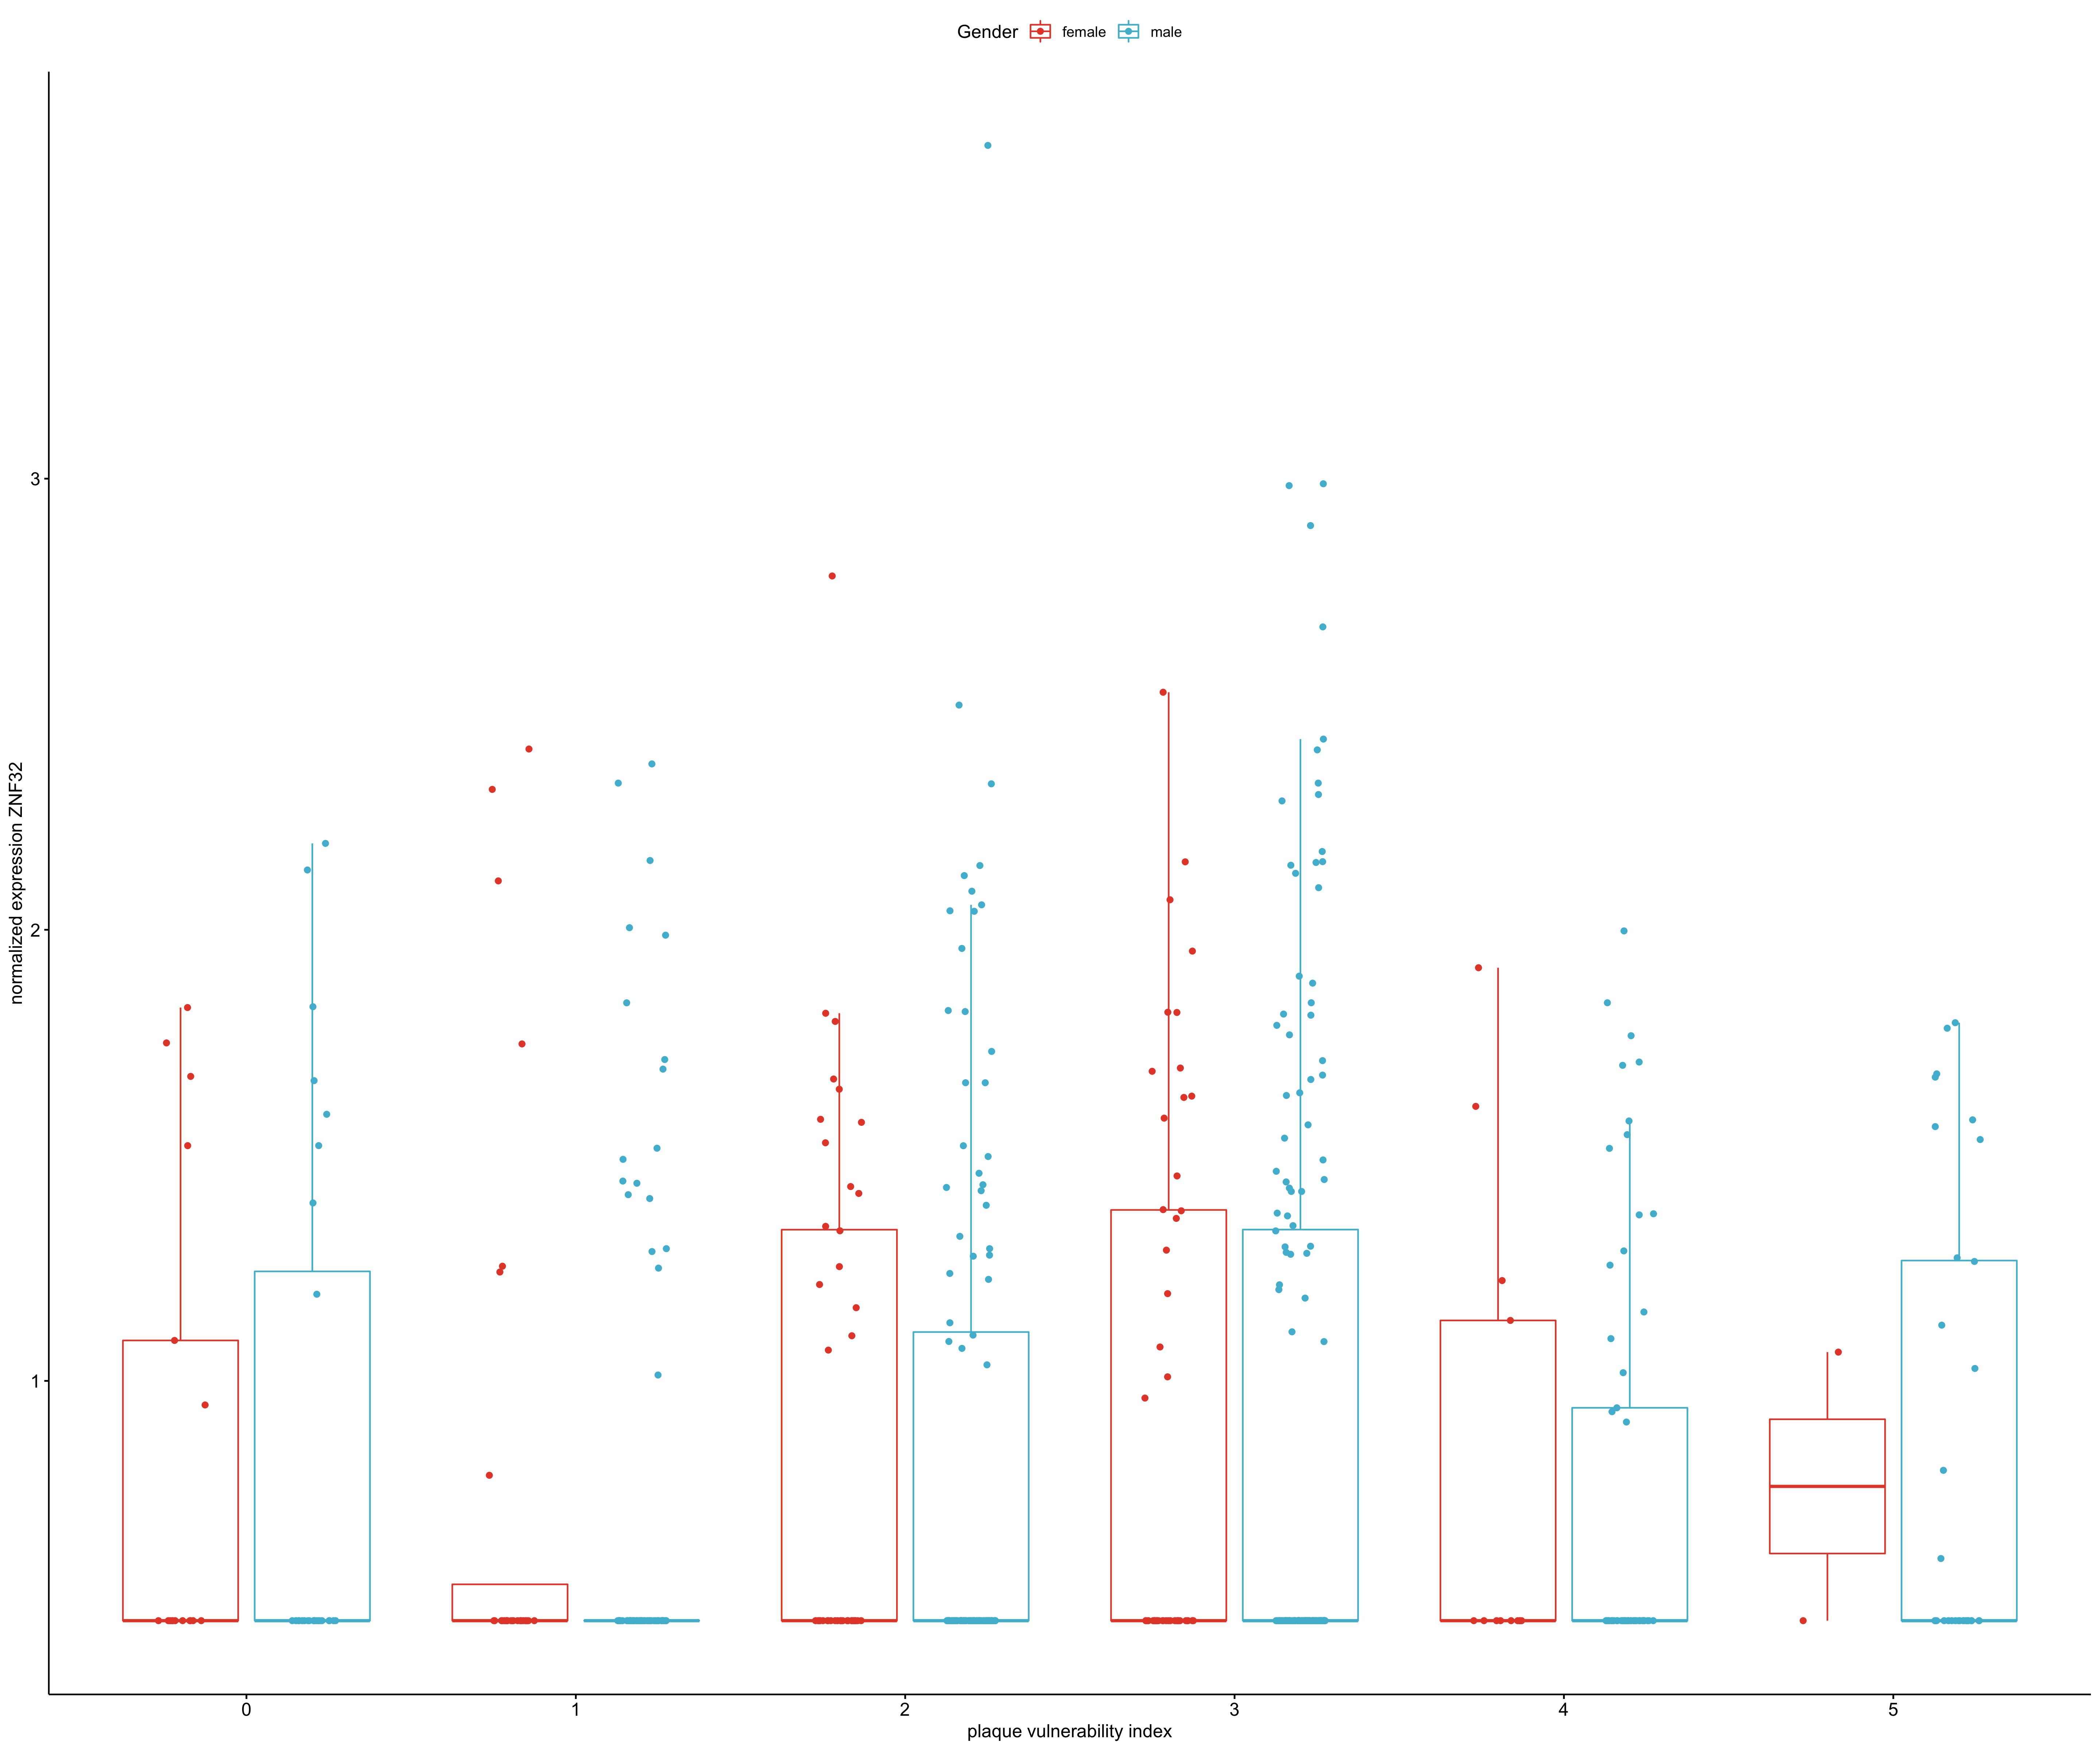 Gender female male
normalized expression ZNF32
3
2
1
0 1 2 3 4 5
plaque vulnerability index